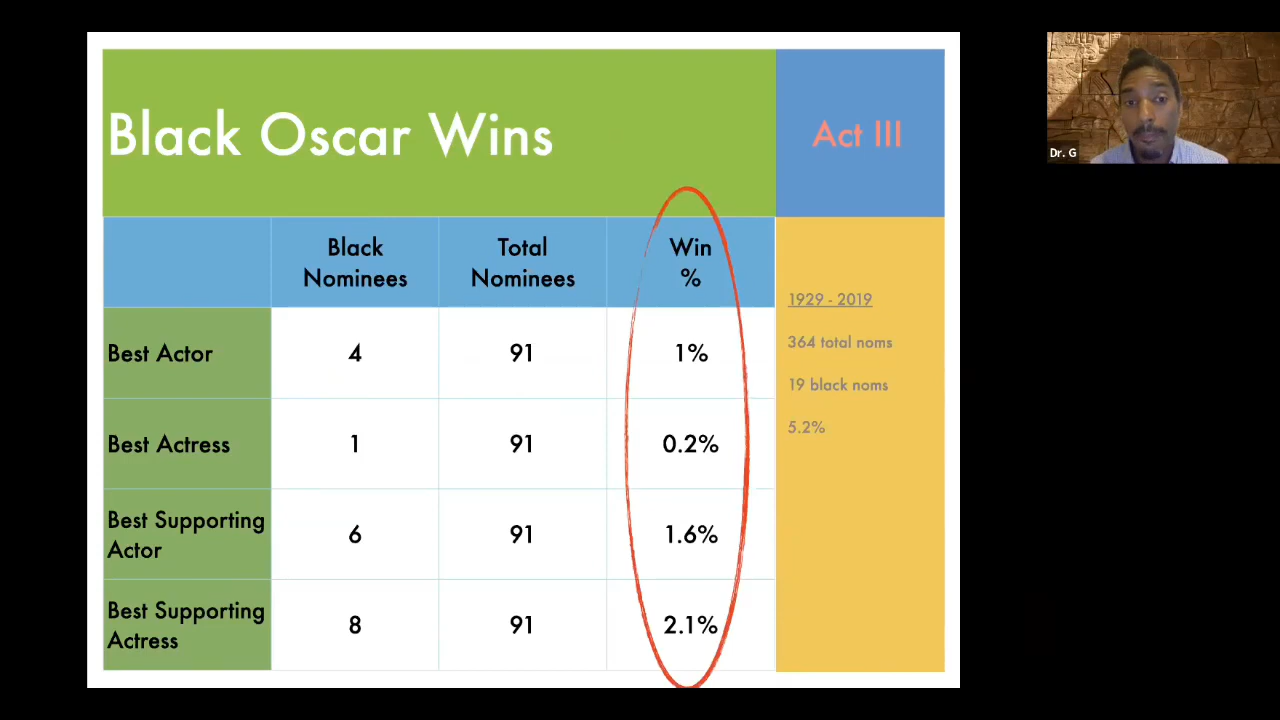 Black Oscar Wins
Act III
Black
Nominees
Total
Nominees
Win
%
Best Actor
4
91
1%
Best Actress
1
91
0.2%
Best Supporting
Actor
6
91
1.6%
Best Supporting
Actress
8
91
2.1%
1929 - 2019
364 total noms
19 black noms
5.2%
Dr. G